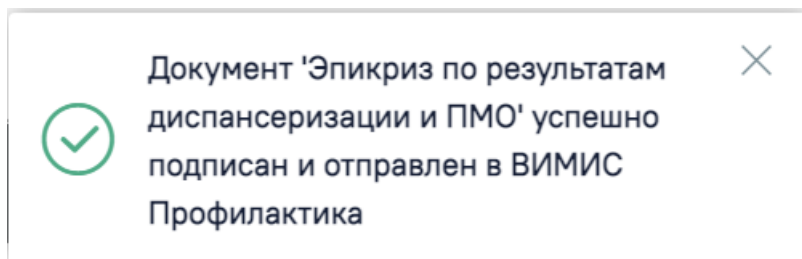 Документ 'Эпикриз по результатам
диспансеризации и ПМО' успешно
подписан и отправлен в ВИМИС
Профилактика